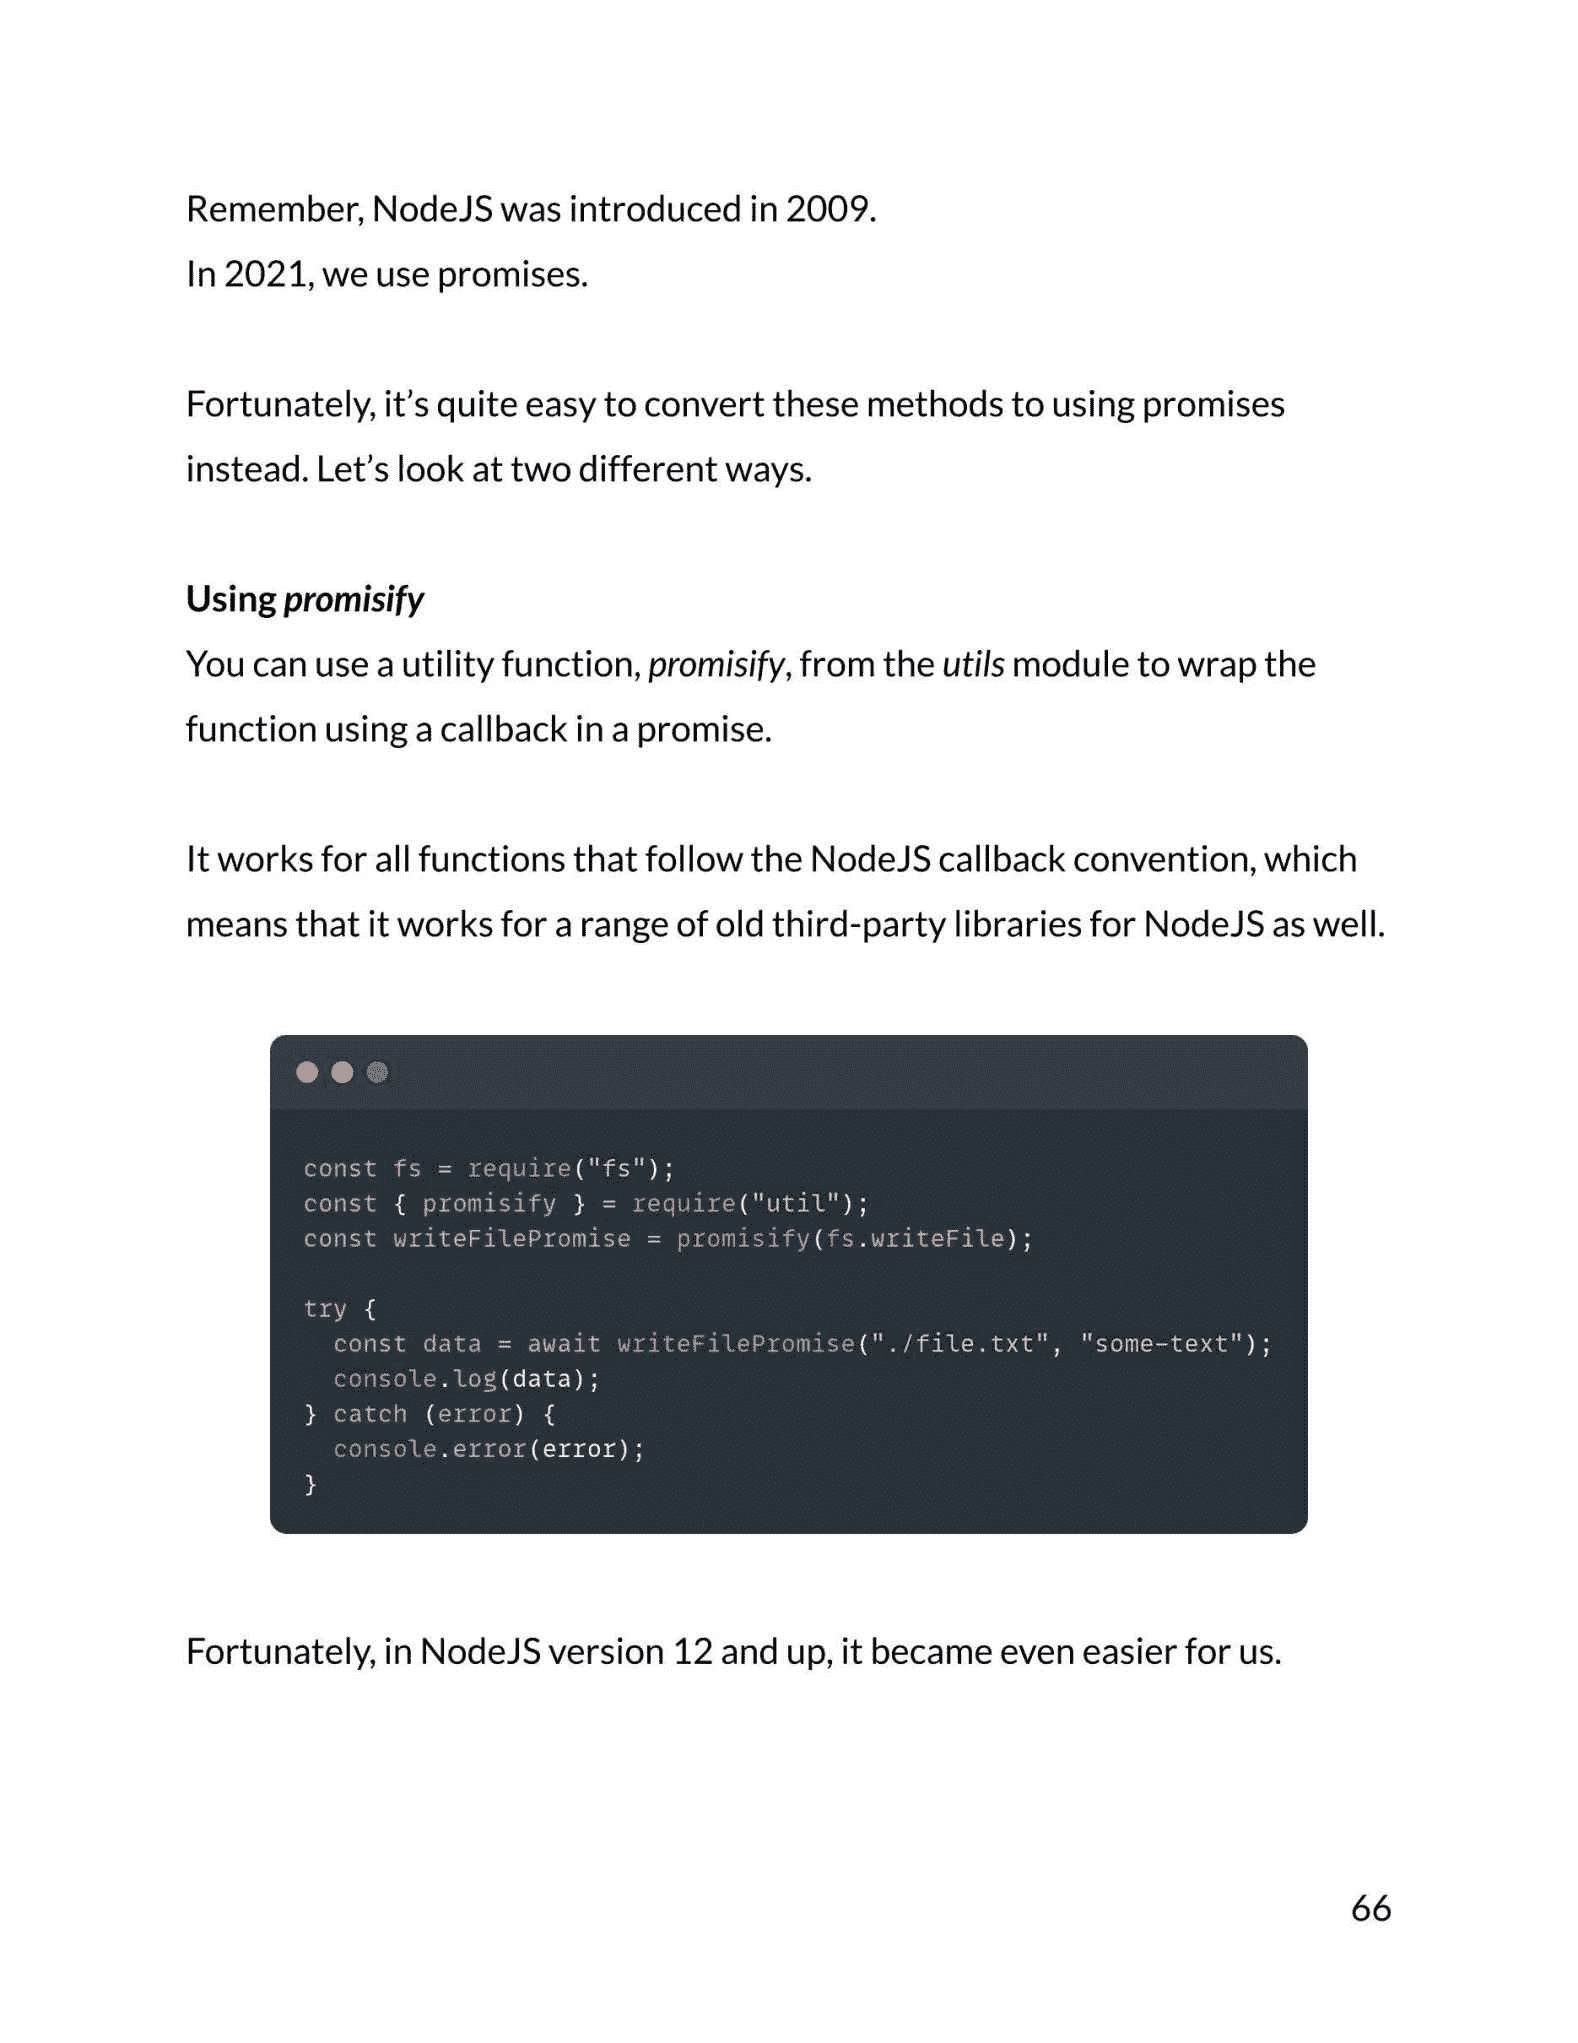 Remember, NodeJS was introduced in 2009.
In 2021, we use promises.
Fortunately, it’s quite easy to convert these methods to using promises
instead. Let’s look at two different ways.
Using promisify
You can use a utility function, promisify, from the utils module to wrap the
function using a callback in a promise.
It works for all functions that follow the NodeJS callback convention, which
means that it works for a range of old third-party libraries for NodeJS as well.
const fs = require("fs");
const { promisify } = require("util");
const writeFilePromise = promisify(fs.writeFile);
try {
  const data = await writeFilePromise("./file.txt", "some-text");
  console.log(data);
} catch (error) {
  console.error(error);
}
Fortunately, in NodeJS version 12 and up, it became even easier for us.
66